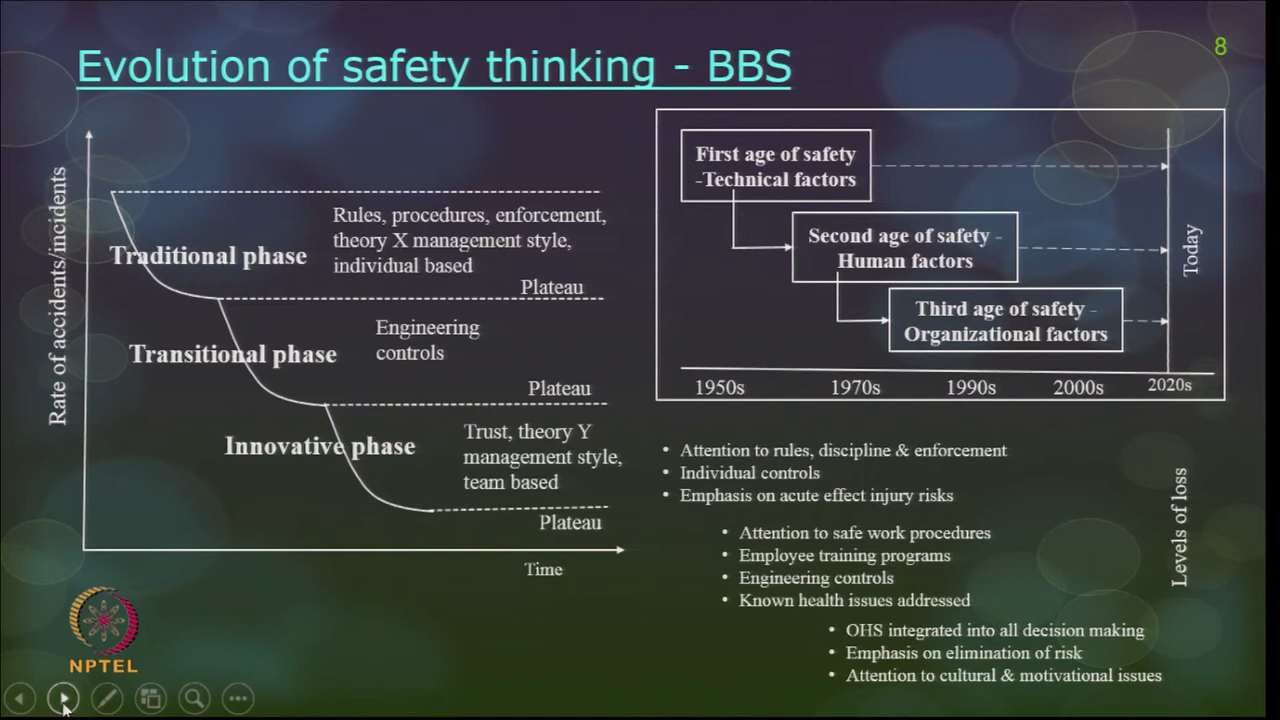 8
Evolution of safety thinking - BBS
Rate of accidents/incidents
Rules, procedures, enforcement,
theory X management style,
individual based
Traditional phase
Plateau
Engineering
controls
Transitional phase
Plateau
Trust, theory Y
management style,
team based
Innovative phase
Plateau
Time
First age of safety
-Technical factors
Second age of safety -
Human factors
Third age of safety -
Organizational factors
Today
1950s 1970s 1990s 2000s 2020s
• Attention to rules, discipline & enforcement
• Individual controls
• Emphasis on acute effect injury risks
• Attention to safe work procedures
• Employee training programs
• Engineering controls
• Known health issues addressed
• OHS integrated into all decision making
• Emphasis on elimination of risk
• Attention to cultural & motivational issues
Levels of loss
NPTEL